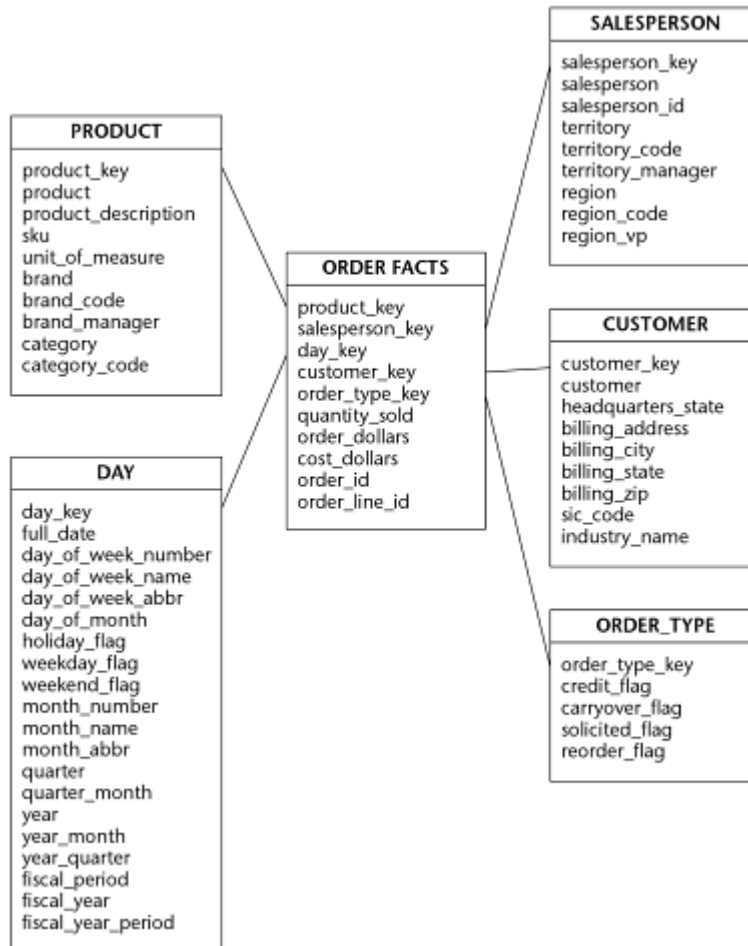 PRODUCT
product_key
product
product_description
sku
unit_of_measure
brand
brand_code
brand_manager
category
category_code
DAY
day_key
full_date
day_of_week_number
day_of_week_name
day_of_week_abbr
day_of_month
holiday_flag
weekday_flag
weekend_flag
month_number
month_name
month_abbr
quarter
quarter_month
year
year_month
year_quarter
fiscal_period
fiscal_year
fiscal_year_period
ORDER FACTS
product_key
salesperson_key
day_key
customer_key
order_type_key
quantity_sold
order_dollars
cost_dollars
order_id
order_line_id
SALESPERSON
salesperson_key
salesperson
salesperson_id
territory
territory_code
territory_manager
region
region_code
region_vp
CUSTOMER
customer_key
customer
headquarters_state
billing_address
billing_city
billing_state
billing_zip
sic_code
industry_name
ORDER_TYPE
order_type_key
credit_flag
carryover_flag
solicited_flag
reorder_flag